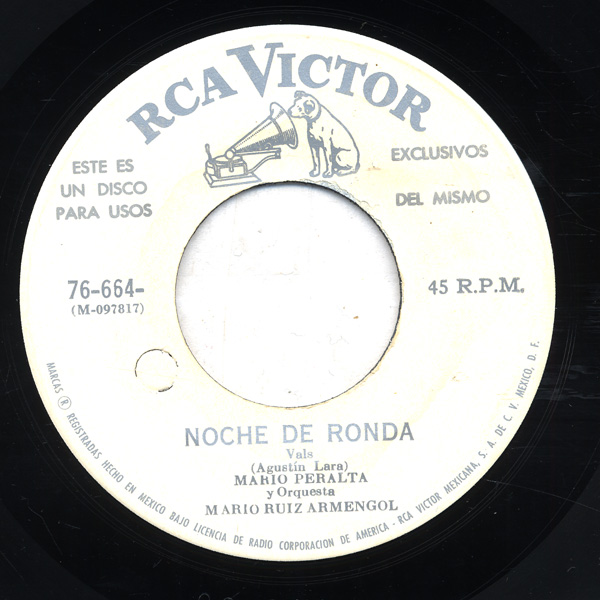 RCA VICTOR
ESTE ES
UN DISCO
PARA USOS
EXCLUSIVOS
DEL MISMO
76-664-
(M-097817)
45 R.P.M.
NOCHE DE RONDA
Vals
(Agustín Lara)
MARIO PERALTA
y Orquesta
MARIO RUIZ ARMENGOL
MARCAS ® REGISTRADAS HECHO EN MEXICO BAJO LICENCIA DE RADIO CORPORACION DE AMERICA - RCA VICTOR MEXICANA, S. A. DE C. V. MEXICO, D. F.